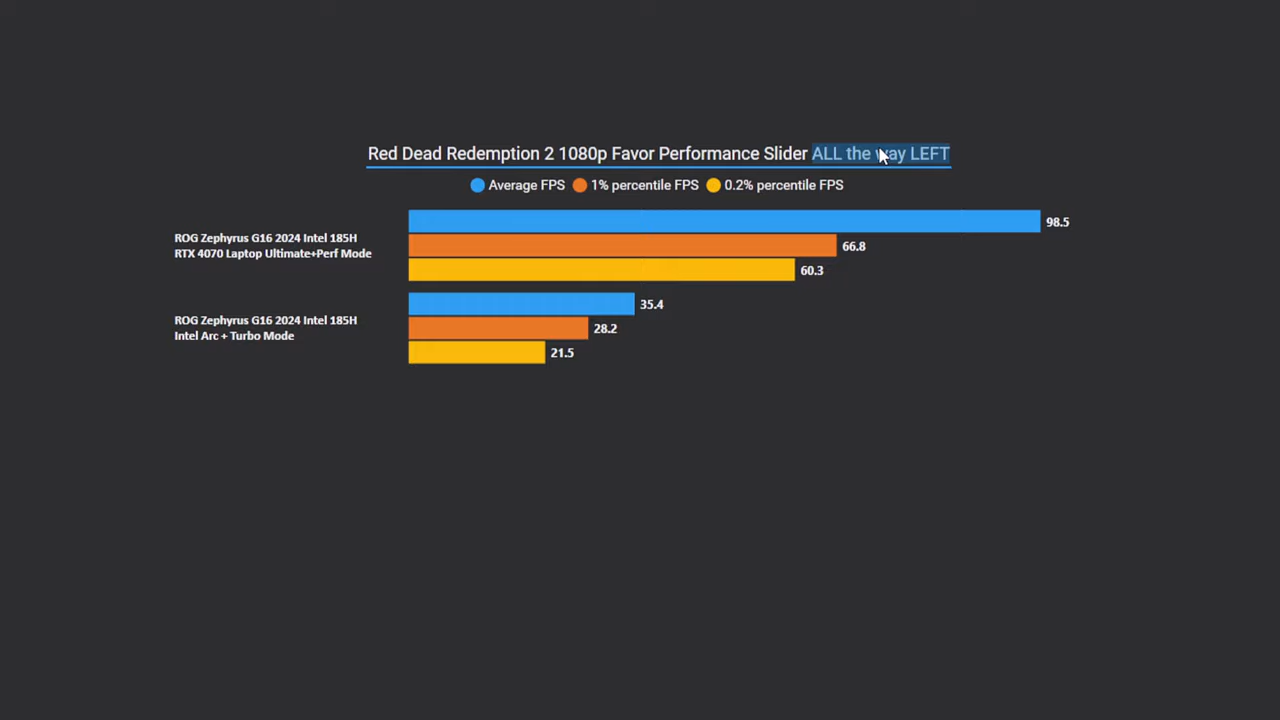 Red Dead Redemption 2 1080p Favor Performance Slider ALL the way LEFT
Average FPS 1% percentile FPS 0.2% percentile FPS
ROG Zephyrus G16 2024 Intel 185H
RTX 4070 Laptop Ultimate+Perf Mode
98.5
66.8
60.3
ROG Zephyrus G16 2024 Intel 185H
Intel Arc + Turbo Mode
35.4
28.2
21.5